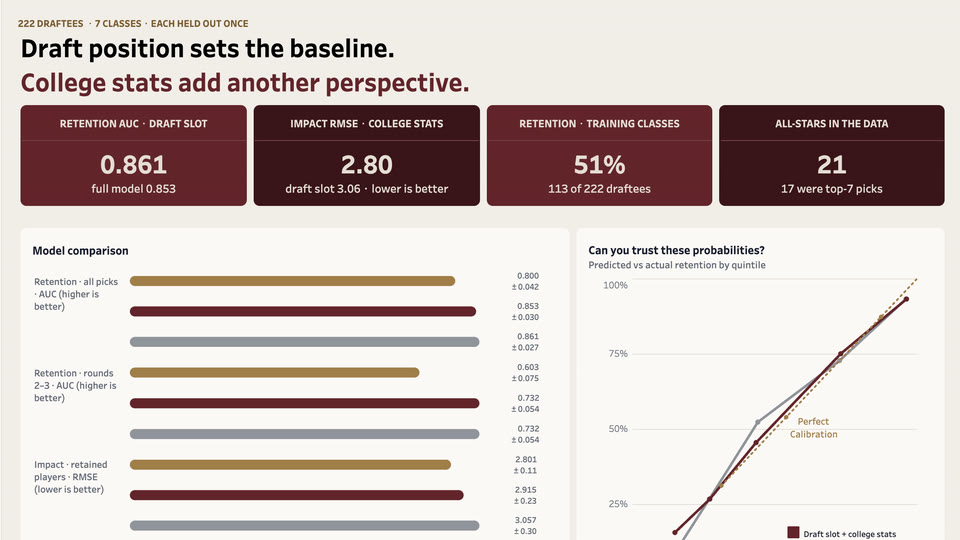 222 DRAFTEES · 7 CLASSES · EACH HELD OUT ONCE
Draft position sets the baseline.
College stats add another perspective.
RETENTION AUC · DRAFT SLOT
0.861
full model 0.853
IMPACT RMSE · COLLEGE STATS
2.80
draft slot 3.06 · lower is better
RETENTION · TRAINING CLASSES
51%
113 of 222 draftees
ALL-STARS IN THE DATA
21
17 were top-7 picks
Model comparison
Retention · all picks
· AUC (higher is
better)
0.800
± 0.042
0.853
± 0.030
0.861
± 0.027
Retention · rounds
2–3 · AUC (higher is
better)
0.603
± 0.075
0.732
± 0.054
0.732
± 0.054
Impact · retained
players · RMSE
(lower is better)
2.801
± 0.11
2.915
± 0.23
3.057
± 0.30
Can you trust these probabilities?
Predicted vs actual retention by quintile
100%
75%
50%
25%
Perfect
Calibration
Draft slot + college stats